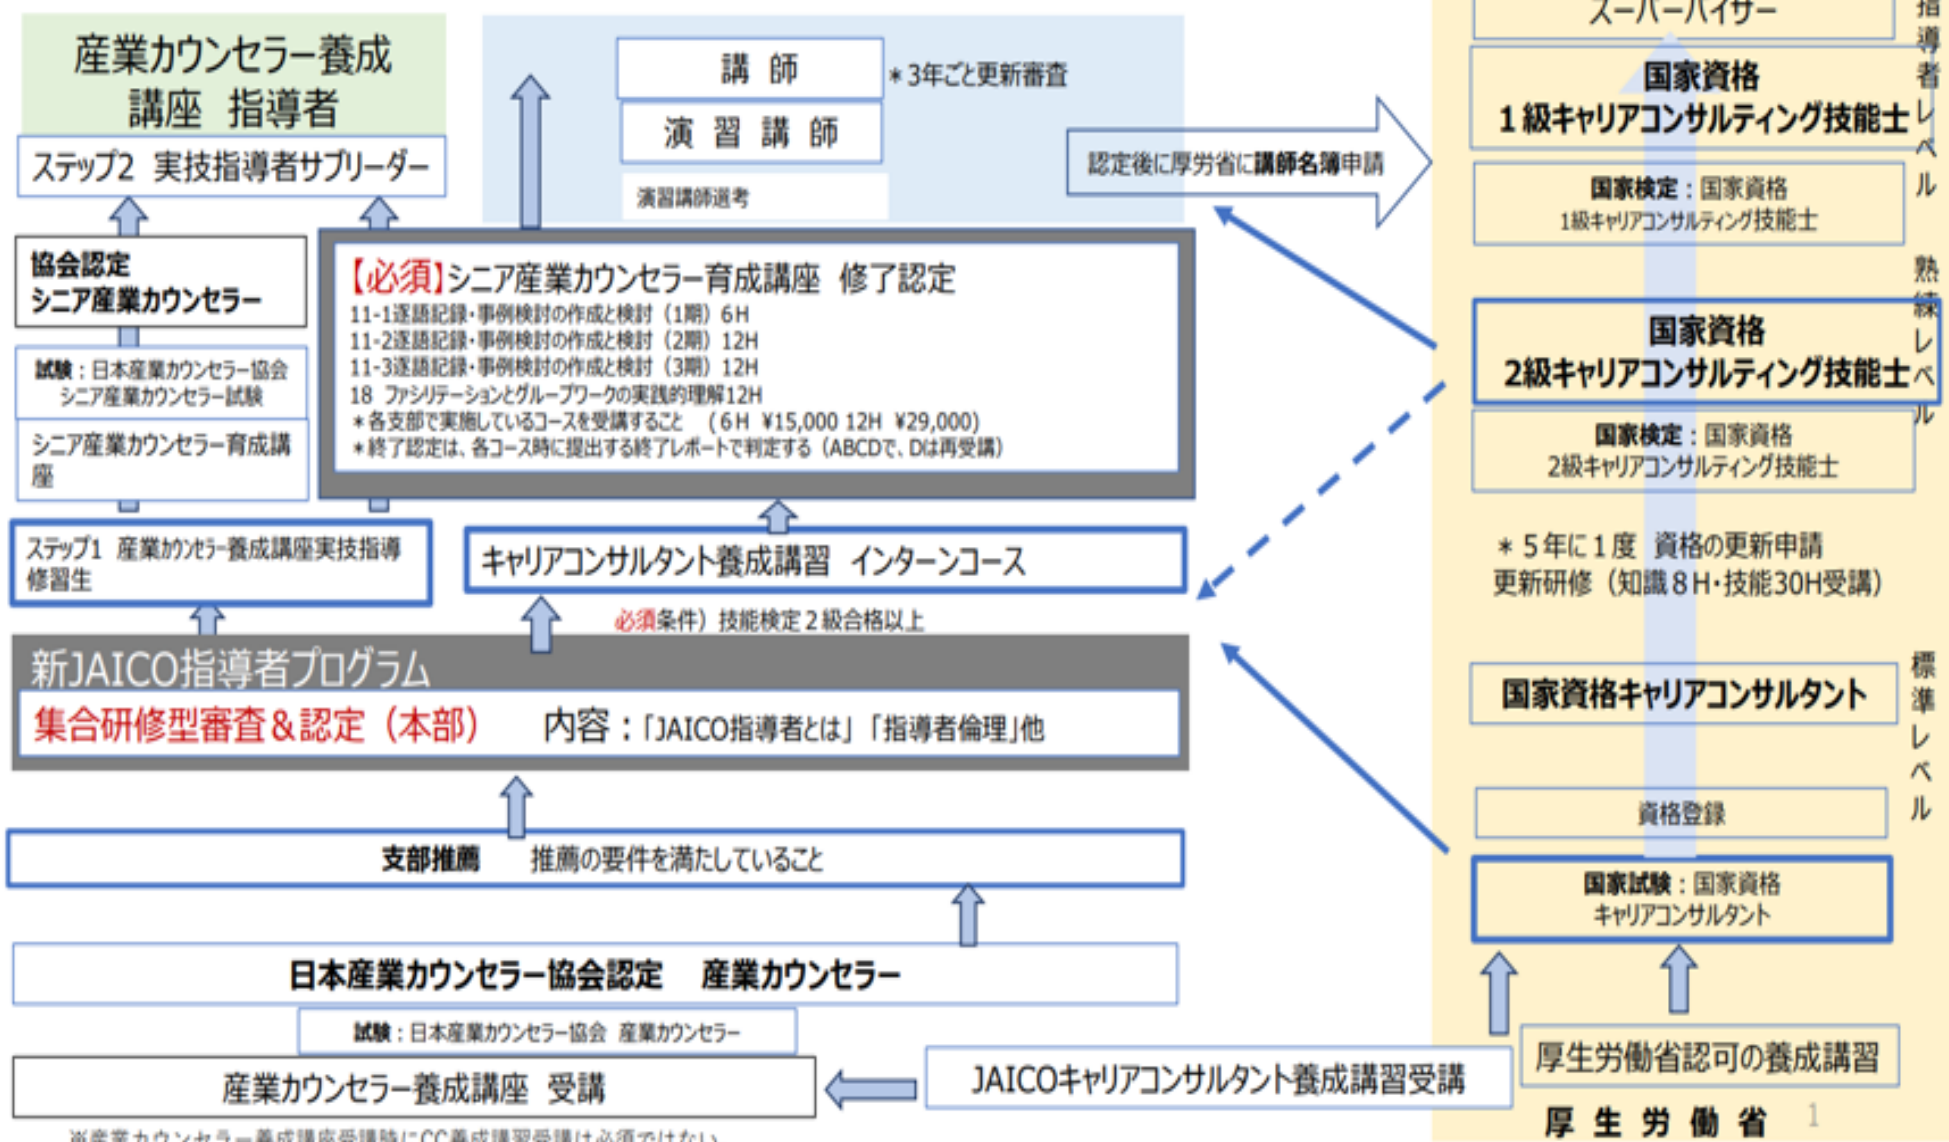 産業カウンセラー養成
講座 指導者
ステップ2 実技指導者サブリーダー
協会認定
シニア産業カウンセラー
試験：日本産業カウンセラー協会
シニア産業カウンセラー試験
シニア産業カウンセラー育成講
座
ステップ1 産業カウンセラー養成講座実技指導
修習生
講 師
＊3年ごと更新審査
演 習 講 師
演習講師選考
認定後に厚労省に講師名簿申請
【必須】シニア産業カウンセラー育成講座 修了認定
11-1逐語記録・事例検討の作成と検討（1期）6H
11-2逐語記録・事例検討の作成と検討（2期）12H
11-3逐語記録・事例検討の作成と検討（3期）12H
18 ファシリテーションとグループワークの実践的理解12H
＊各支部で実施しているコースを受講すること （6H ¥15,000 12H ¥29,000)
＊終了認定は、各コース時に提出する終了レポートで判定する（ABCDで、Dは再受講）
キャリアコンサルタント養成講習 インターンコース
必須条件）技能検定２級合格以上
新JAICO指導者プログラム
集合研修型審査＆認定（本部） 内容：「JAICO指導者とは」「指導者倫理」他
支部推薦 推薦の要件を満たしていること
日本産業カウンセラー協会認定 産業カウンセラー
試験：日本産業カウンセラー協会 産業カウンセラー
産業カウンセラー養成講座 受講
JAICOキャリアコンサルタント養成講習受講
※産業カウンセラー養成講座受講時にCC養成講習受講は必須ではない
スーパーバイザー
国家資格
１級キャリアコンサルティング技能士
国家検定：国家資格
1級キャリアコンサルティング技能士
指導者レベル
国家資格
2級キャリアコンサルティング技能士
国家検定：国家資格
2級キャリアコンサルティング技能士
熟練レベル
＊５年に１度 資格の更新申請
更新研修（知識８H・技能30H受講）
国家資格キャリアコンサルタント
資格登録
標準レベル
国家試験：国家資格
キャリアコンサルタント
厚生労働省認可の養成講習
厚 生 労 働 省
1